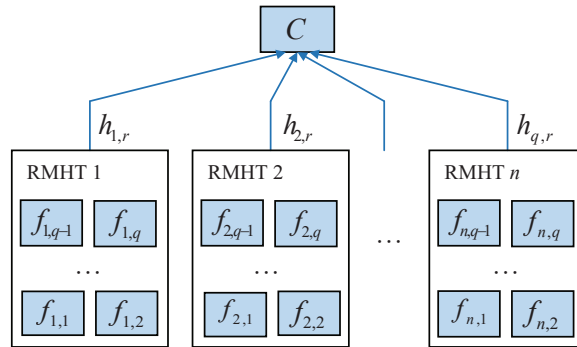 C
h1,r h2,r hq,r
RMHT 1 RMHT 2 RMHT n
f1,q-1 f1,q f2,q-1 f2,q … fn,q-1 fn,q
… … …
f1,1 f1,2 f2,1 f2,2 fn,1 fn,2